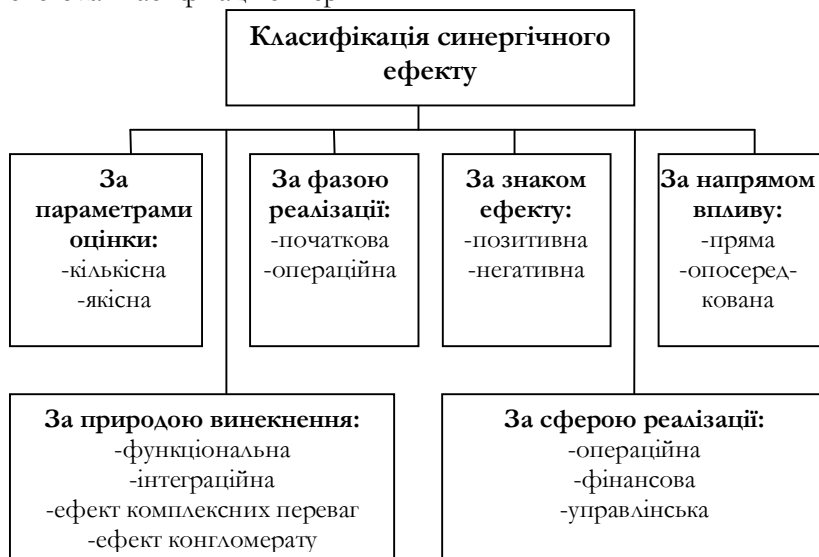 Класифікація синергічного
ефекту
За
параметрами
оцінки:
-кількісна
-якісна
За фазою
реалізації:
-початкова
-операційна
За знаком
ефекту:
-позитивна
-негативна
За напрямом
впливу:
-пряма
-опосеред-
кована
За природою винекнення:
-функціональна
-інтеграційна
-ефект комплексних переваг
-ефект конгломерату
За сферою реалізації:
-операційна
-фінансова
-управлінська